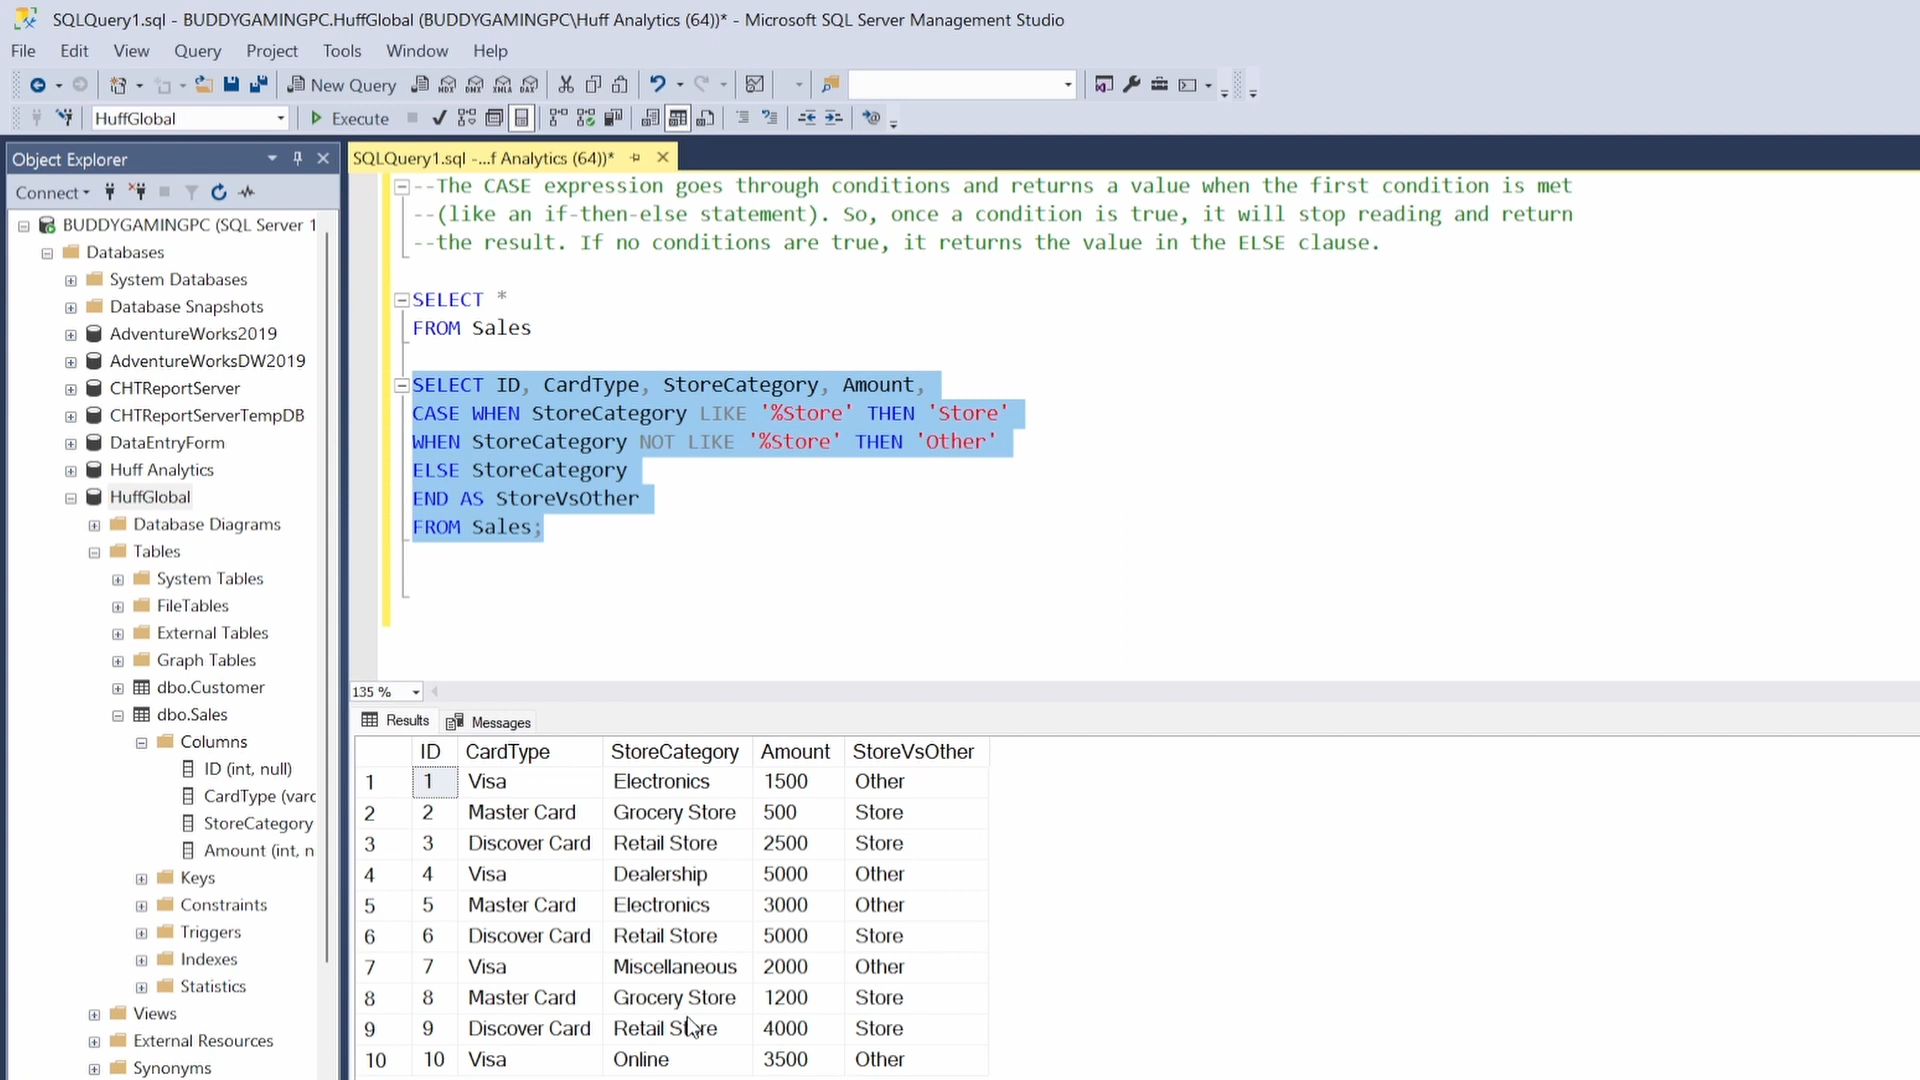 SQLQuery1.sql - BUDDYGAMINGPC.HuffGlobal (BUDDYGAMINGPC\Huff Analytics (64))* - Microsoft SQL Server Management Studio
File Edit View Query Project Tools Window Help
New Query MDX DMX XMLA DAX
HuffGlobal Execute
Object Explorer
Connect
BUDDYGAMINGPC (SQL Server 1
Databases
System Databases
Database Snapshots
AdventureWorks2019
AdventureWorksDW2019
CHTReportServer
CHTReportServerTempDB
DataEntryForm
Huff Analytics
HuffGlobal
Database Diagrams
Tables
System Tables
FileTables
External Tables
Graph Tables
dbo.Customer
dbo.Sales
Columns
ID (int, null)
CardType (varc
StoreCategory
Amount (int, n
Keys
Constraints
Triggers
Indexes
Statistics
Views
External Resources
Synonyms
SQLQuery1.sql -...f Analytics (64))*
--The CASE expression goes through conditions and returns a value when the first condition is met
--(like an if-then-else statement). So, once a condition is true, it will stop reading and return
--the result. If no conditions are true, it returns the value in the ELSE clause.
SELECT *
FROM Sales
SELECT ID, CardType, StoreCategory, Amount,
CASE WHEN StoreCategory LIKE '%Store' THEN 'Store'
WHEN StoreCategory NOT LIKE '%Store' THEN 'Other'
ELSE StoreCategory
END AS StoreVsOther
FROM Sales;
135 %
Results Messages
ID CardType StoreCategory Amount StoreVsOther
1 1 Visa Electronics 1500 Other
2 2 Master Card Grocery Store 500 Store
3 3 Discover Card Retail Store 2500 Store
4 4 Visa Dealership 5000 Other
5 5 Master Card Electronics 3000 Other
6 6 Discover Card Retail Store 5000 Store
7 7 Visa Miscellaneous 2000 Other
8 8 Master Card Grocery Store 1200 Store
9 9 Discover Card Retail Store 4000 Store
10 10 Visa Online 3500 Other